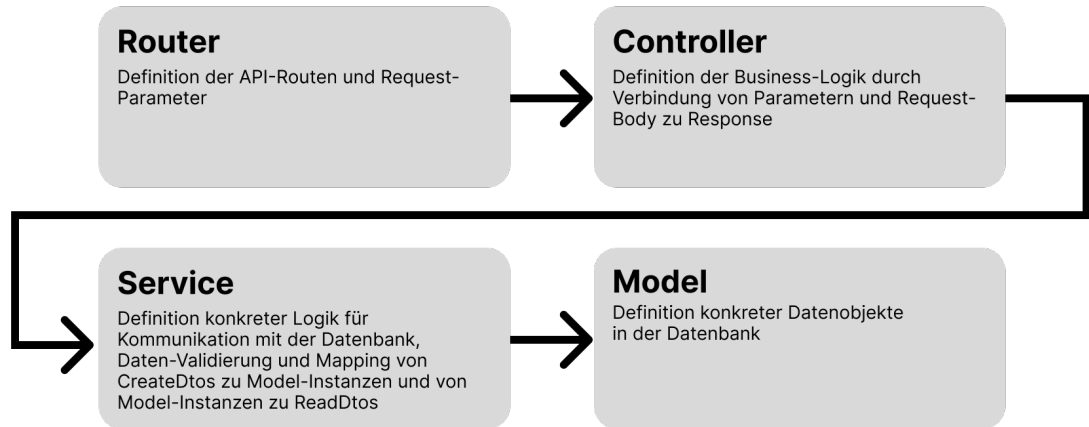 Router
Definition der API-Routen und Request-
Parameter
Controller
Definition der Business-Logik durch
Verbindung von Parametern und Request-
Body zu Response
Service
Definition konkreter Logik für
Kommunikation mit der Datenbank,
Daten-Validierung und Mapping von
CreateDtos zu Model-Instanzen und von
Model-Instanzen zu ReadDtos
Model
Definition konkreter Datenobjekte
in der Datenbank